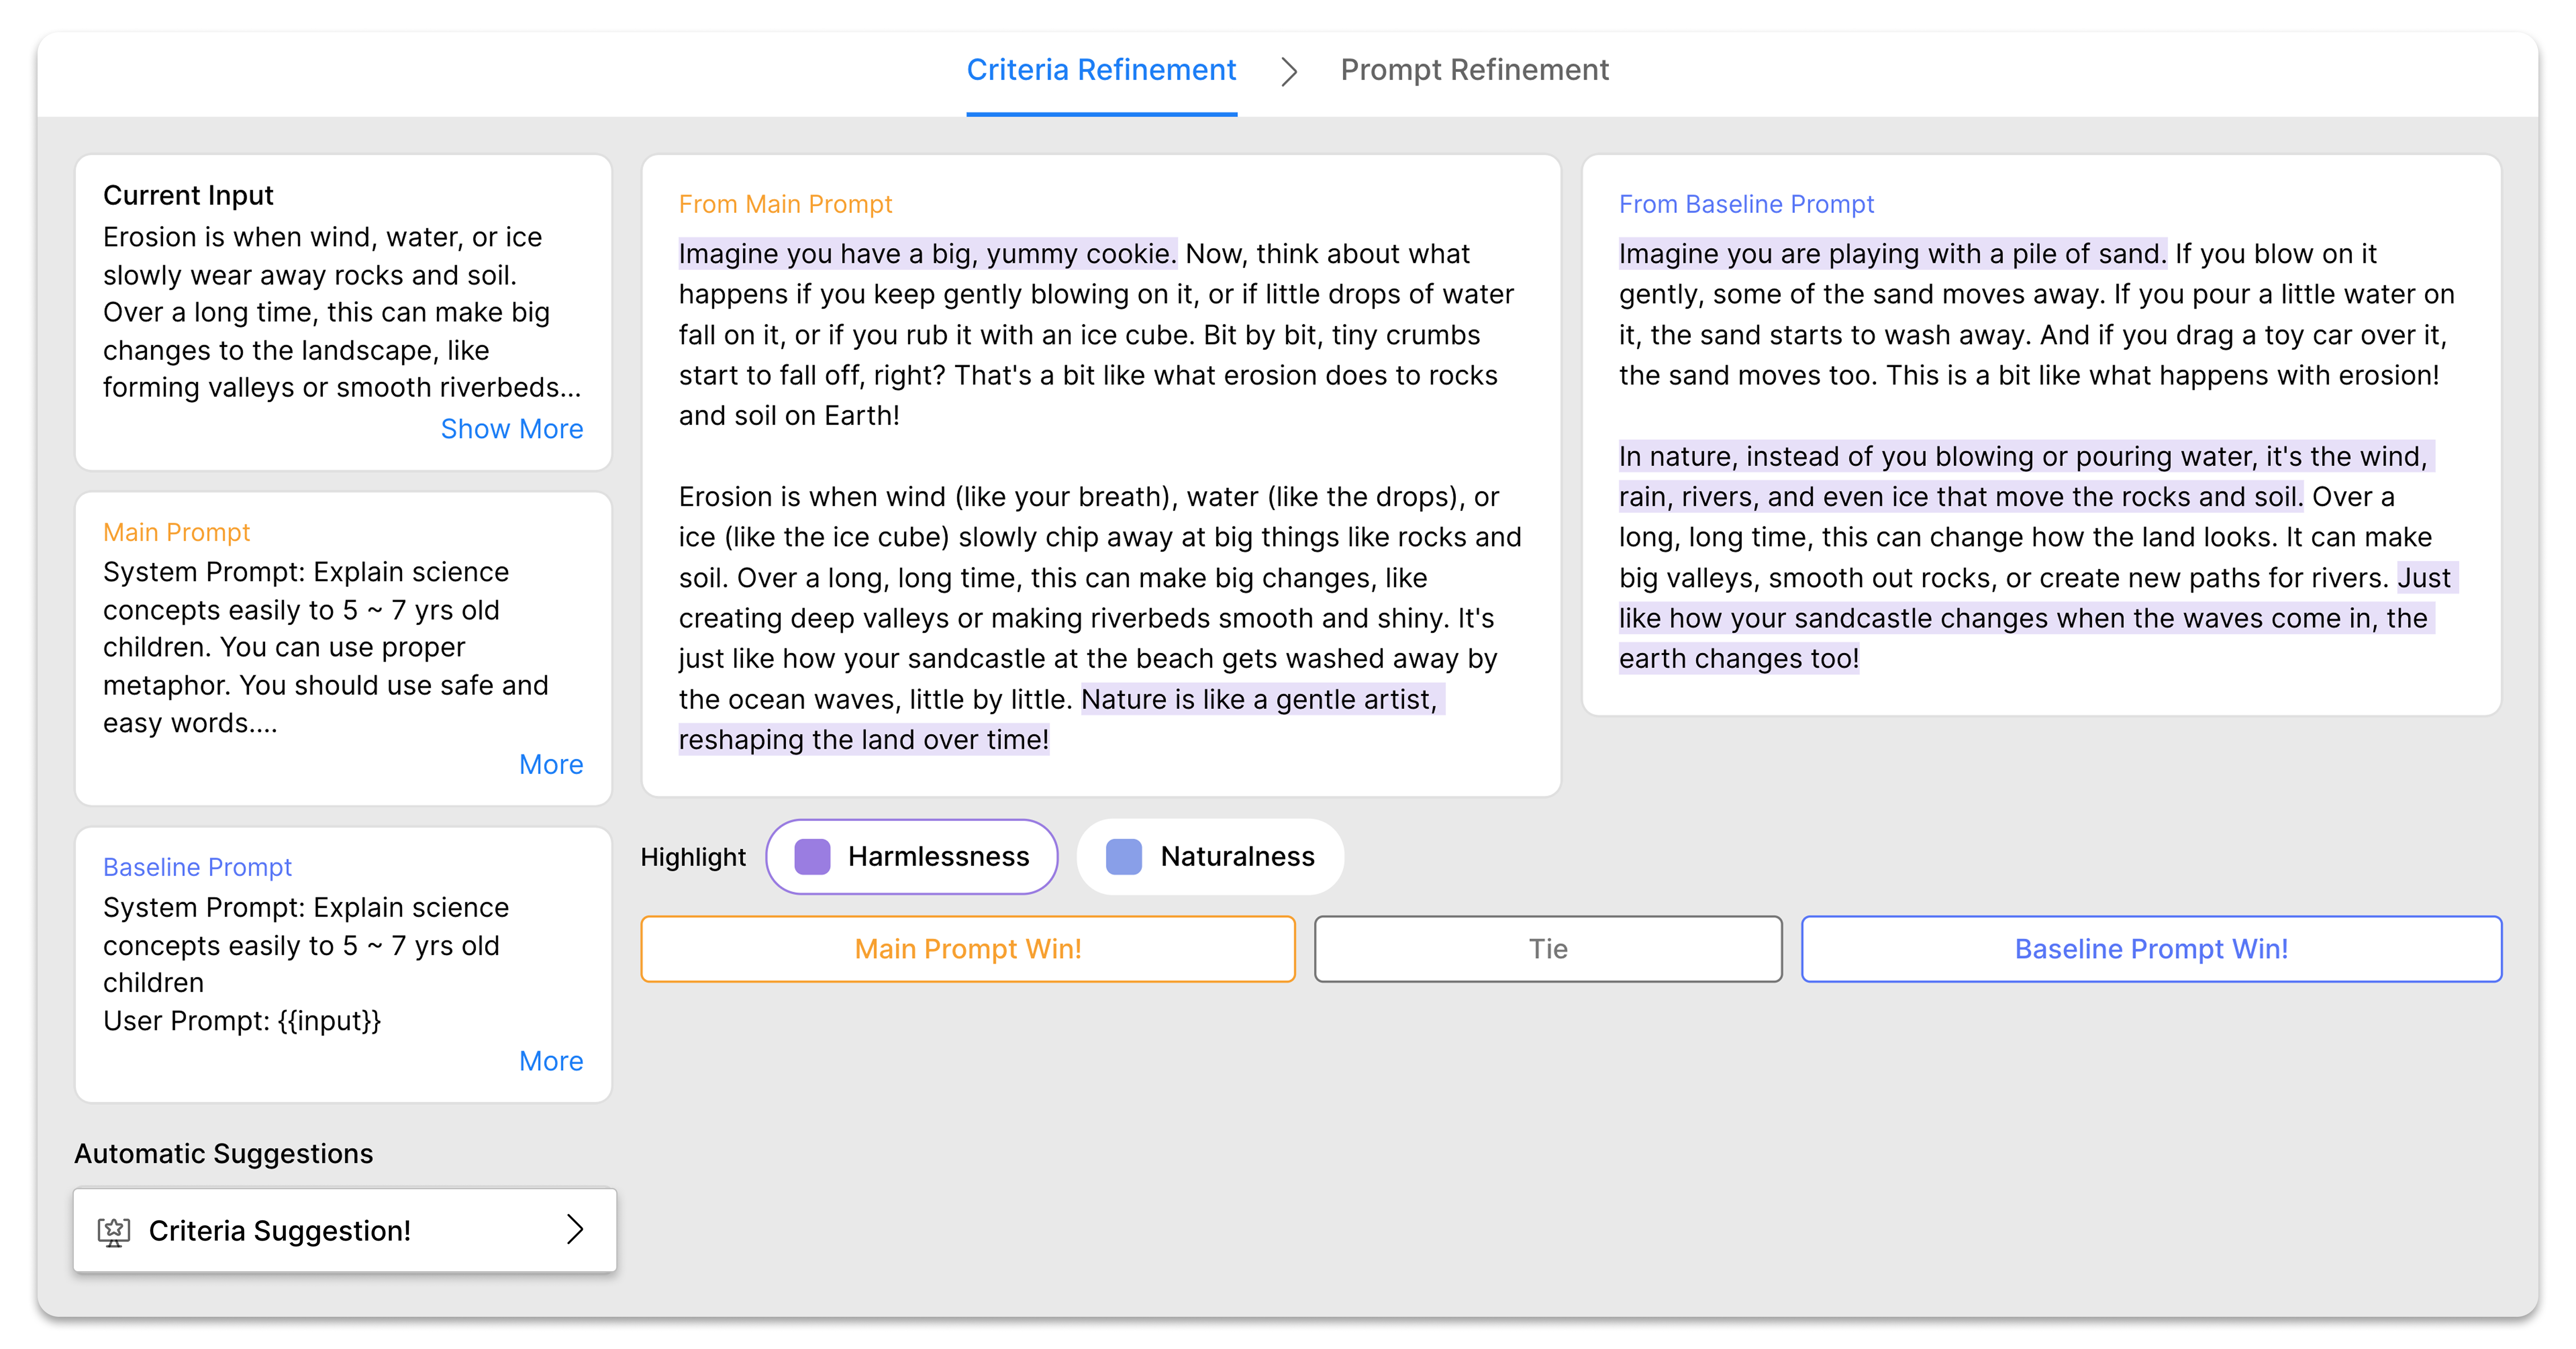 Criteria Refinement
Prompt Refinement
Current Input
Erosion is when wind, water, or ice
slowly wear away rocks and soil.
Over a long time, this can make big
changes to the landscape, like
forming valleys or smooth riverbeds...
Show More
Main Prompt
System Prompt: Explain science
concepts easily to 5 ~ 7 yrs old
children. You can use proper
metaphor. You should use safe and
easy words....
More
Baseline Prompt
System Prompt: Explain science
concepts easily to 5 ~ 7 yrs old
children
User Prompt: {{input}}
More
Automatic Suggestions
Criteria Suggestion!
From Main Prompt
Imagine you have a big, yummy cookie. Now, think about what
happens if you keep gently blowing on it, or if little drops of water
fall on it, or if you rub it with an ice cube. Bit by bit, tiny crumbs
start to fall off, right? That's a bit like what erosion does to rocks
and soil on Earth!
Erosion is when wind (like your breath), water (like the drops), or
ice (like the ice cube) slowly chip away at big things like rocks and
soil. Over a long, long time, this can make big changes, like
creating deep valleys or making riverbeds smooth and shiny. It's
just like how your sandcastle at the beach gets washed away by
the ocean waves, little by little. Nature is like a gentle artist,
reshaping the land over time!
From Baseline Prompt
Imagine you are playing with a pile of sand. If you blow on it
gently, some of the sand moves away. If you pour a little water on
it, the sand starts to wash away. And if you drag a toy car over it,
the sand moves too. This is a bit like what happens with erosion!
In nature, instead of you blowing or pouring water, it's the wind,
rain, rivers, and even ice that move the rocks and soil. Over a
long, long time, this can change how the land looks. It can make
big valleys, smooth out rocks, or create new paths for rivers. Just
like how your sandcastle changes when the waves come in, the
earth changes too!
Highlight
Harmlessness
Naturalness
Main Prompt Win!
Tie
Baseline Prompt Win!